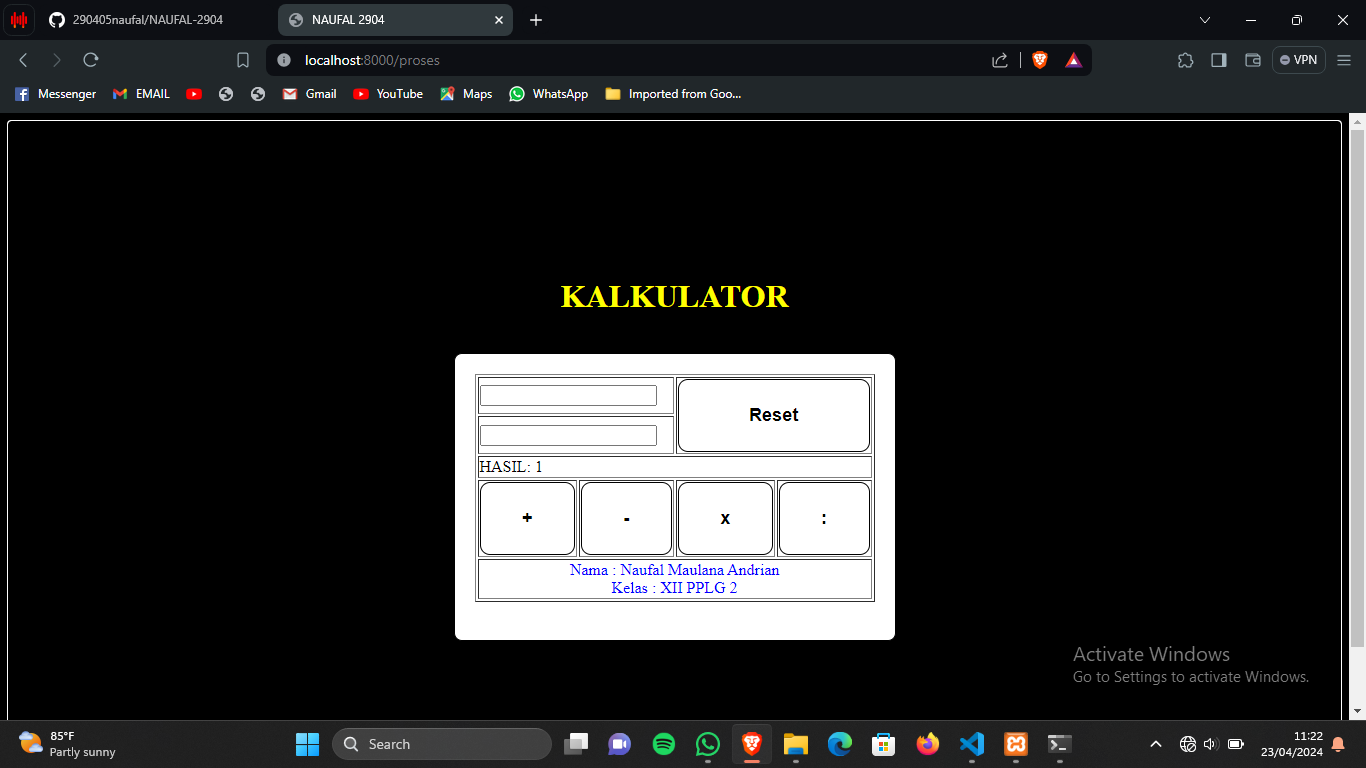 290405naufal/NAUFAL-2904
NAUFAL 2904
localhost:8000/proses
VPN
Messenger
EMAIL
Gmail
YouTube
Maps
WhatsApp
Imported from Goo...
KALKULATOR
Reset
HASIL: 1
+ - x :
Nama : Naufal Maulana Andrian
Kelas : XII PPLG 2
Activate Windows
Go to Settings to activate Windows.
85°F
Partly sunny
Search
11:22
23/04/2024